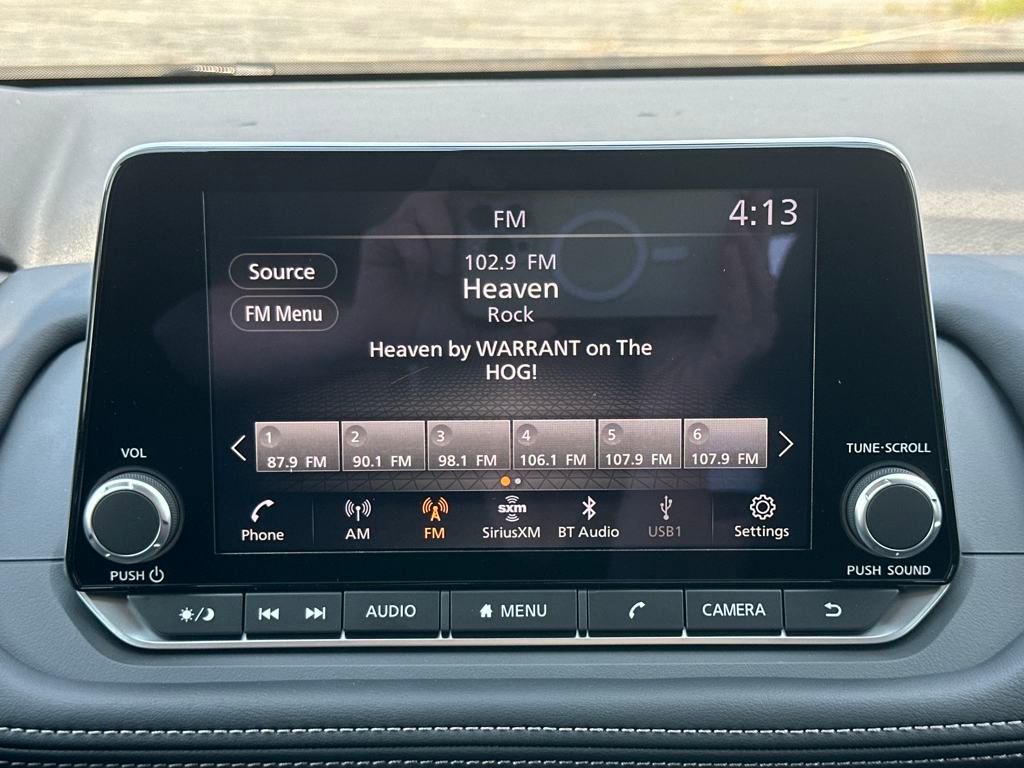 FM
4:13
Source
FM Menu
102.9 FM
Heaven
Rock
Heaven by WARRANT on The
HOG!
1 87.9 FM
2 90.1 FM
3 98.1 FM
4 106.1 FM
5 107.9 FM
6 107.9 FM
VOL
TUNE·SCROLL
Phone
AM
FM
sxm
SiriusXM
BT Audio
USB1
Settings
PUSH
PUSH SOUND
AUDIO
MENU
CAMERA